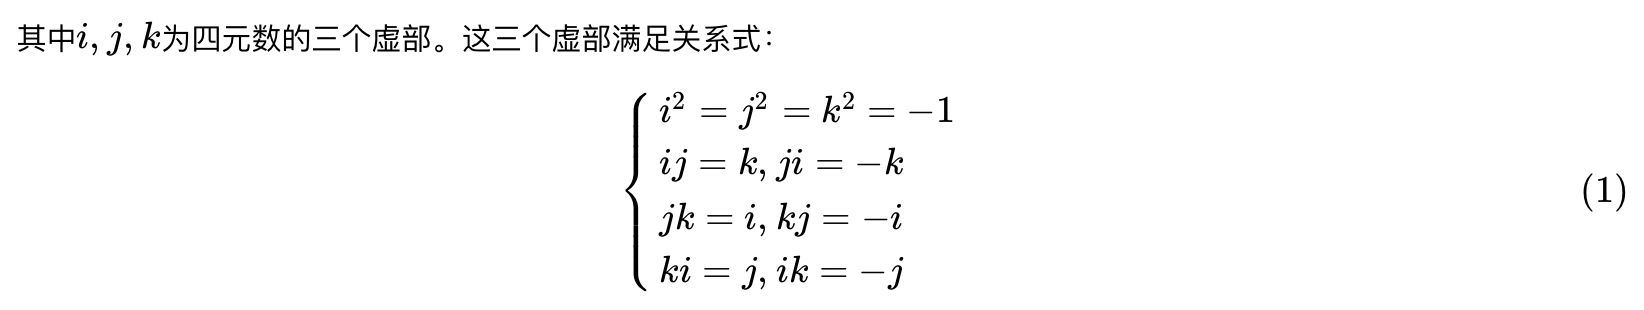 其中i, j, k为四元数的三个虚部。这三个虚部满足关系式：
i² = j² = k² = −1
ij = k, ji = −k
jk = i, kj = −i
ki = j, ik = −j
(1)